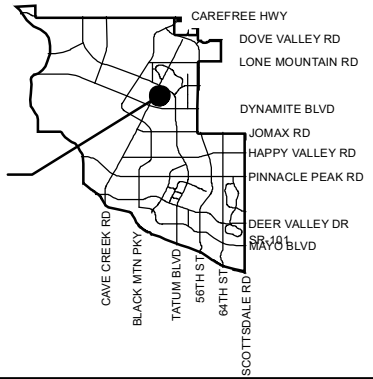 CAREFREE HWY
DOVE VALLEY RD
LONE MOUNTAIN RD
DYNAMITE BLVD
JOMAX RD
HAPPY VALLEY RD
PINNACLE PEAK RD
DEER VALLEY DR
SR-101
MAYO BLVD
CAVE CREEK RD
BLACK MTN PKY
TATUM BLVD
56TH ST
64TH ST
SCOTTSDALE RD